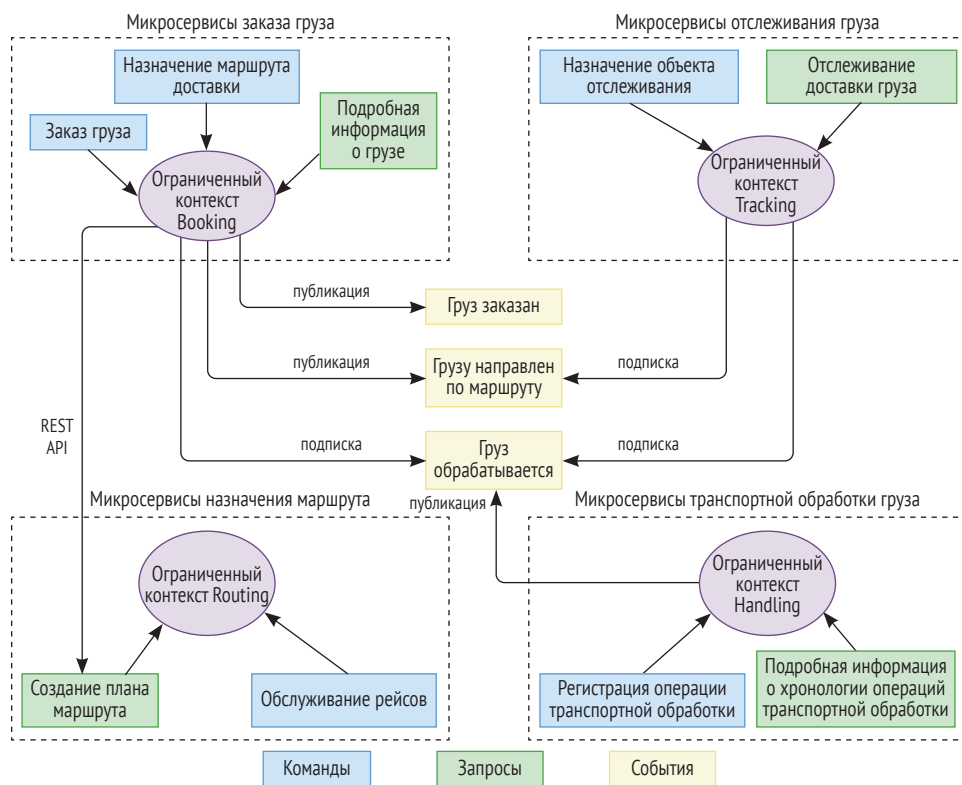 Микросервисы заказа груза
Назначение маршрута
доставки
Заказ груза
Подробная
информация
о грузе
Ограниченный
контекст
Booking
Микросервисы отслеживания груза
Назначение объекта
отслеживания
Отслеживание
доставки груза
Ограниченный
контекст
Tracking
публикация
Груз заказан
публикация
Грузу направлен
по маршруту
подписка
REST
API
подписка
Груз
обрабатывается
подписка
публикация
Микросервисы назначения маршрута
Ограниченный
контекст Routing
Создание плана
маршрута
Обслуживание рейсов
Микросервисы транспортной обработки груза
Ограниченный
контекст
Handling
Регистрация операции
транспортной обработки
Подробная информация
о хронологии операций
транспортной обработки
Команды
Запросы
События